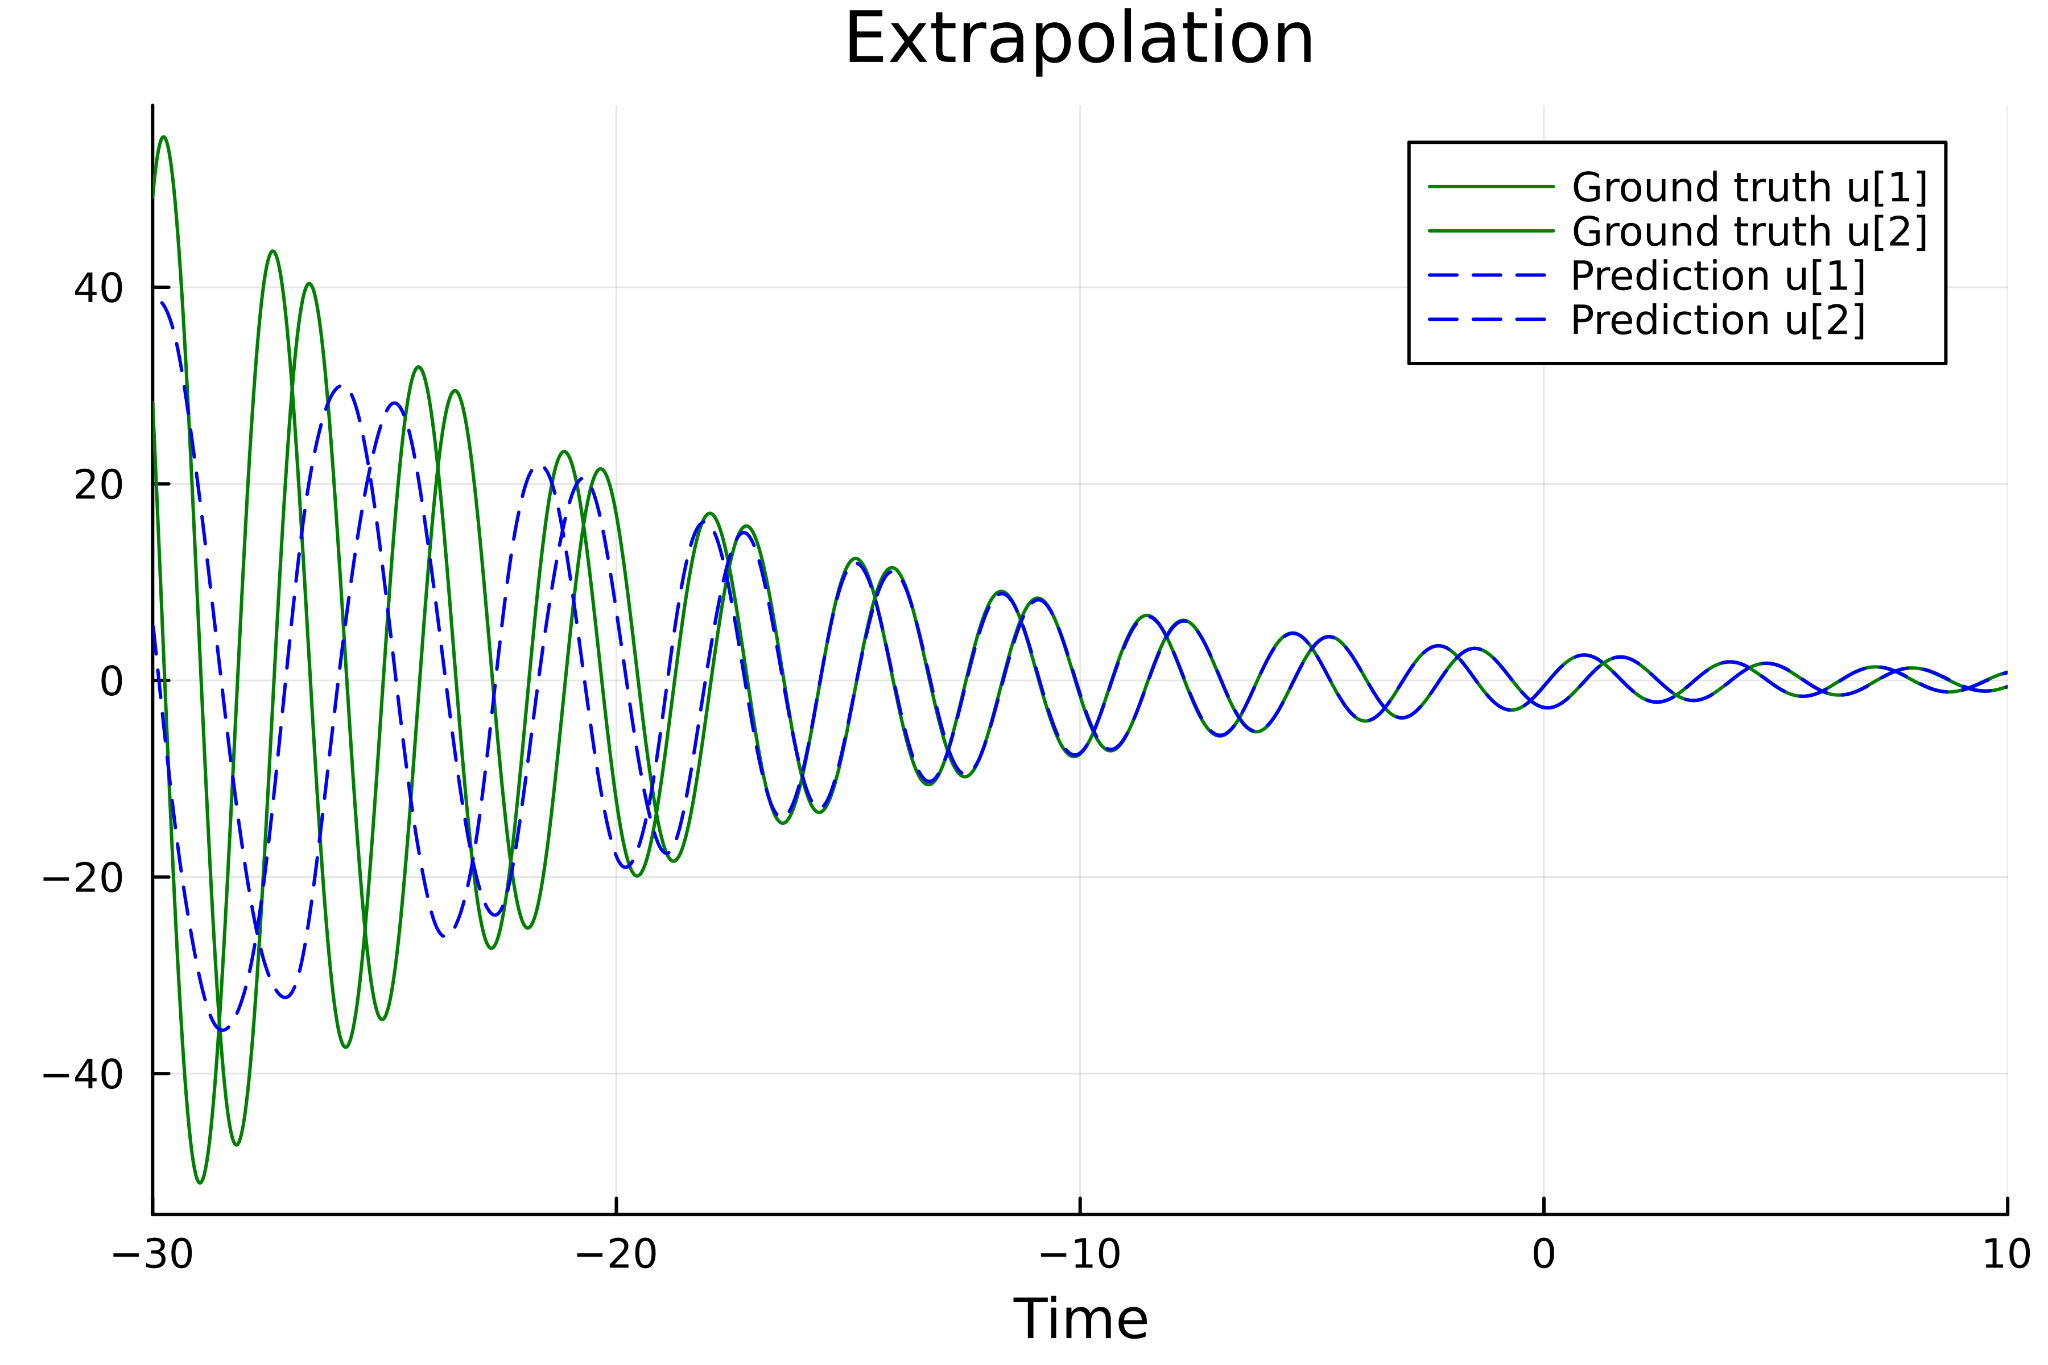 Extrapolation
Ground truth u[1]
Ground truth u[2]
Prediction u[1]
Prediction u[2]
40
20
0
−20
−40
−30 −20 −10 0 10
Time